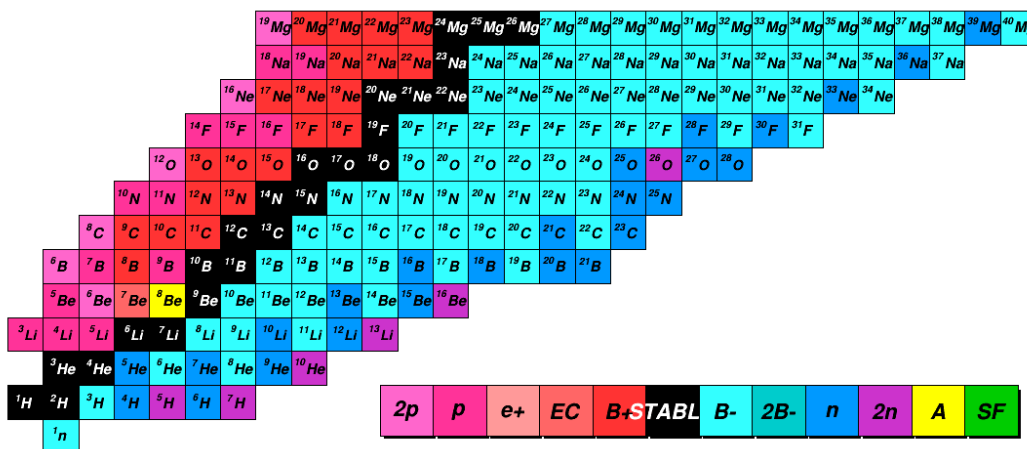 ¹⁹Mg ²⁰Mg ²¹Mg ²²Mg ²³Mg ²⁴Mg ²⁵Mg ²⁶Mg ²⁷Mg ²⁸Mg ²⁹Mg ³⁰Mg ³¹Mg ³²Mg ³³Mg ³⁴Mg ³⁵Mg ³⁶Mg ³⁷Mg ³⁸Mg ³⁹Mg ⁴⁰M
¹⁸Na ¹⁹Na ²⁰Na ²¹Na ²²Na ²³Na ²⁴Na ²⁵Na ²⁶Na ²⁷Na ²⁸Na ²⁹Na ³⁰Na ³¹Na ³²Na ³³Na ³⁴Na ³⁵Na ³⁶Na ³⁷Na
¹⁶Ne ¹⁷Ne ¹⁸Ne ¹⁹Ne ²⁰Ne ²¹Ne ²²Ne ²³Ne ²⁴Ne ²⁵Ne ²⁶Ne ²⁷Ne ²⁸Ne ²⁹Ne ³⁰Ne ³¹Ne ³²Ne ³³Ne ³⁴Ne
¹⁴F ¹⁵F ¹⁶F ¹⁷F ¹⁸F ¹⁹F ²⁰F ²¹F ²²F ²³F ²⁴F ²⁵F ²⁶F ²⁷F ²⁸F ²⁹F ³⁰F ³¹F
¹²O ¹³O ¹⁴O ¹⁵O ¹⁶O ¹⁷O ¹⁸O ¹⁹O ²⁰O ²¹O ²²O ²³O ²⁴O ²⁵O ²⁶O ²⁷O ²⁸O
¹⁰N ¹¹N ¹²N ¹³N ¹⁴N ¹⁵N ¹⁶N ¹⁷N ¹⁸N ¹⁹N ²⁰N ²¹N ²²N ²³N ²⁴N ²⁵N
⁸C ⁹C ¹⁰C ¹¹C ¹²C ¹³C ¹⁴C ¹⁵C ¹⁶C ¹⁷C ¹⁸C ¹⁹C ²⁰C ²¹C ²²C ²³C
⁶B ⁷B ⁸B ⁹B ¹⁰B ¹¹B ¹²B ¹³B ¹⁴B ¹⁵B ¹⁶B ¹⁷B ¹⁸B ¹⁹B ²⁰B ²¹B
⁵Be ⁶Be ⁷Be ⁸Be ⁹Be ¹⁰Be ¹¹Be ¹²Be ¹³Be ¹⁴Be ¹⁵Be ¹⁶Be
³Li ⁴Li ⁵Li ⁶Li ⁷Li ⁸Li ⁹Li ¹⁰Li ¹¹Li ¹²Li ¹³Li
³He ⁴He ⁵He ⁶He ⁷He ⁸He ⁹He ¹⁰He
¹H ²H ³H ⁴H ⁵H ⁶H ⁷H
¹n
2p p e+ EC B+ STABL B- 2B- n 2n A SF